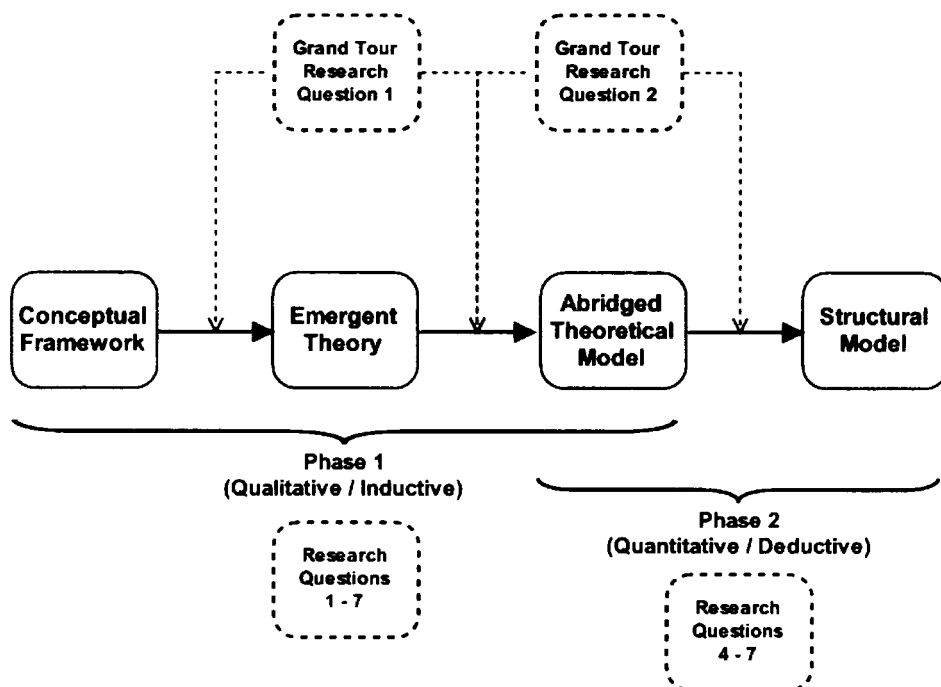 Grand Tour
Research
Question 1
Grand Tour
Research
Question 2
Conceptual
Framework
Emergent
Theory
Abridged
Theoretical
Model
Structural
Model
Phase 1
(Qualitative / Inductive)
Phase 2
(Quantitative / Deductive)
Research
Questions
1 - 7
Research
Questions
4 - 7